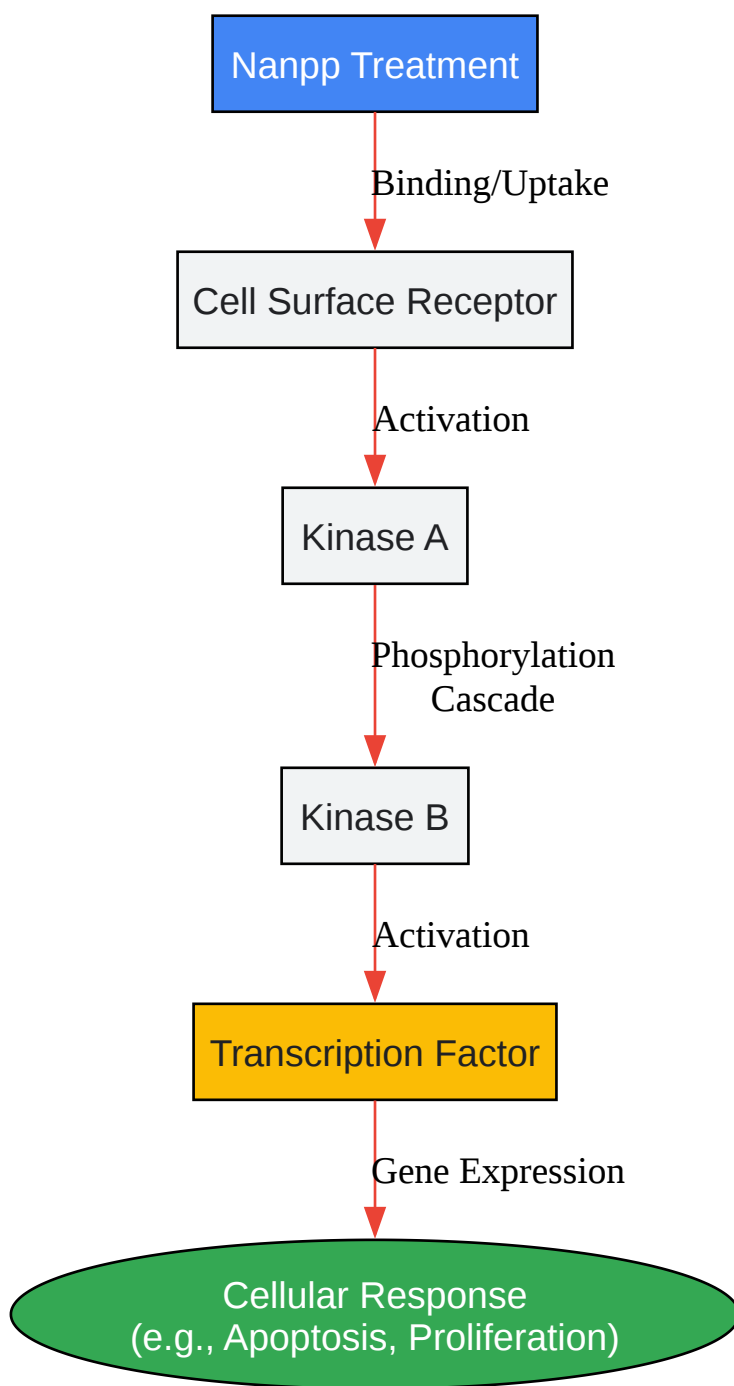 Nanpp Treatment
Binding/Uptake
Cell Surface Receptor
Activation
Kinase A
Phosphorylation
Cascade
Kinase B
Activation
Transcription Factor
Gene Expression
Cellular Response
(e.g., Apoptosis, Proliferation)